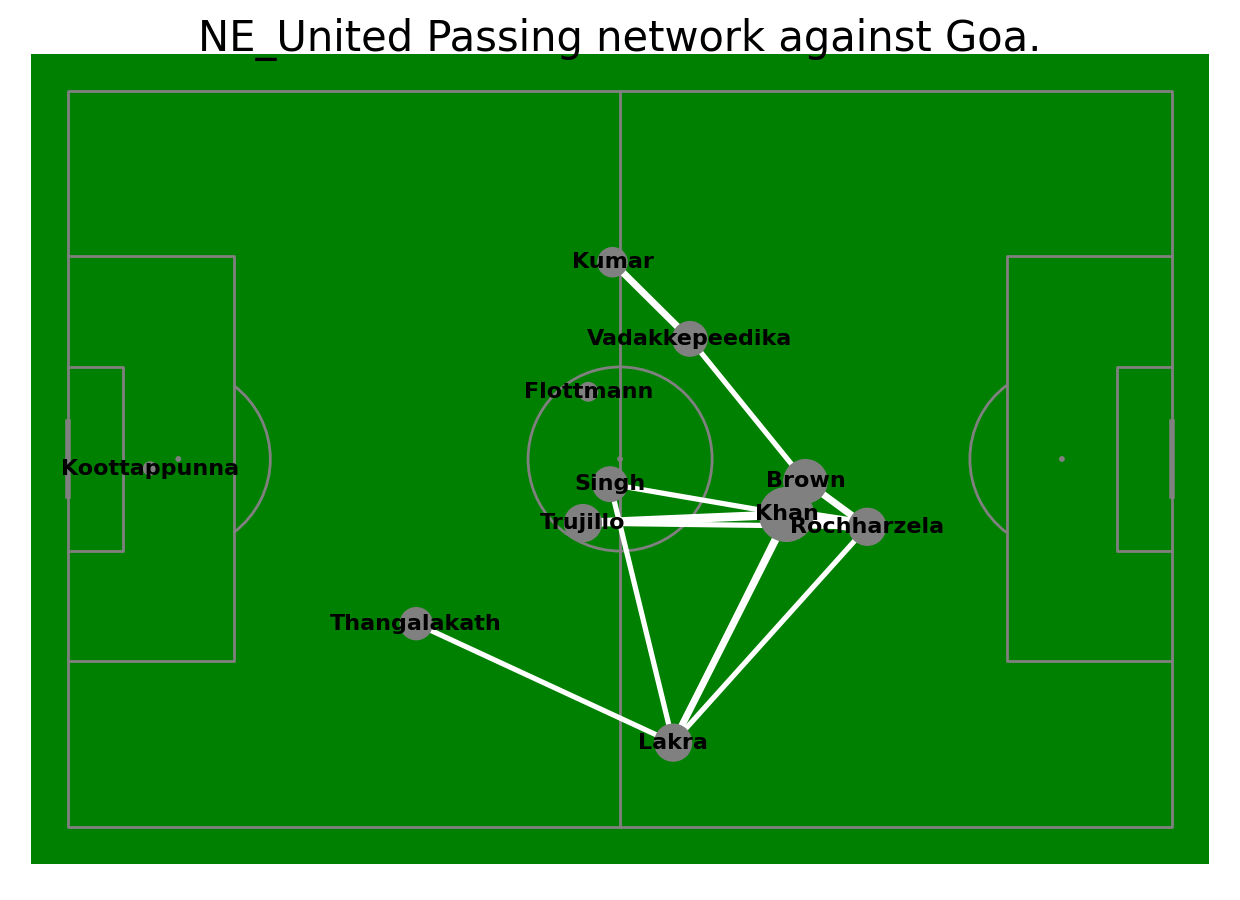 NE_United Passing network against Goa.
Kumar
Vadakkepeedika
Flottmann
Koottappunna
Singh
Brown
Khan
Trujillo
Rochharzela
Thangalakath
Lakra